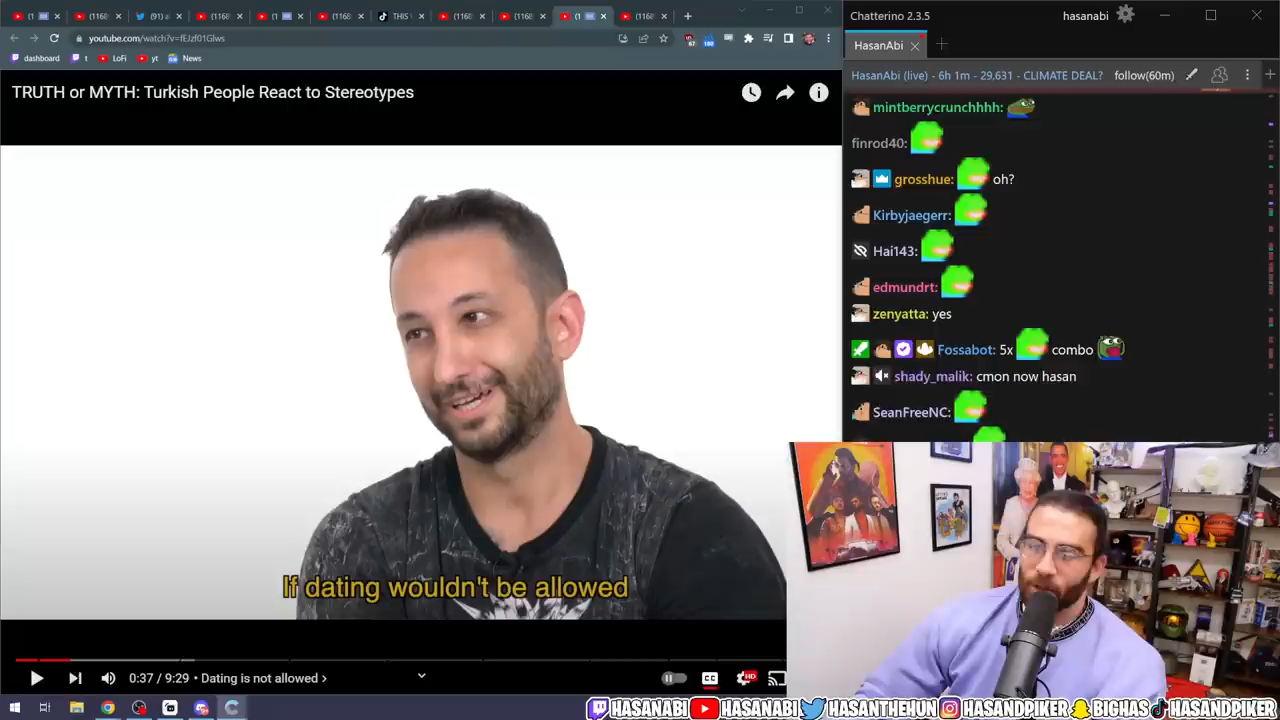 Chatterino 2.3.5
hasanabi
youtube.com/watch?v=fEJzf01Glws
HasanAbi
dashboard
t
LoFi
yt
News
HasanAbi (live) - 6h 1m - 29.631 - CLIMATE DEAL?
follow(60m)
TRUTH or MYTH: Turkish People React to Stereotypes
mintberrycrunchhhh:
finrod40:
grosshue: oh?
Kirbyjaegerr:
Hai143:
edmundrt:
zenyatta: yes
Fossabot: 5x combo
shady_malik: cmon now hasan
SeanFreeNC:
If dating wouldn't be allowed
0:37 / 9:29 • Dating is not allowed
CC
HD
HASANABI
HASANABI
HASANTHEHUN
HASANDPIKER
BIGHAS
HASANDPIKER